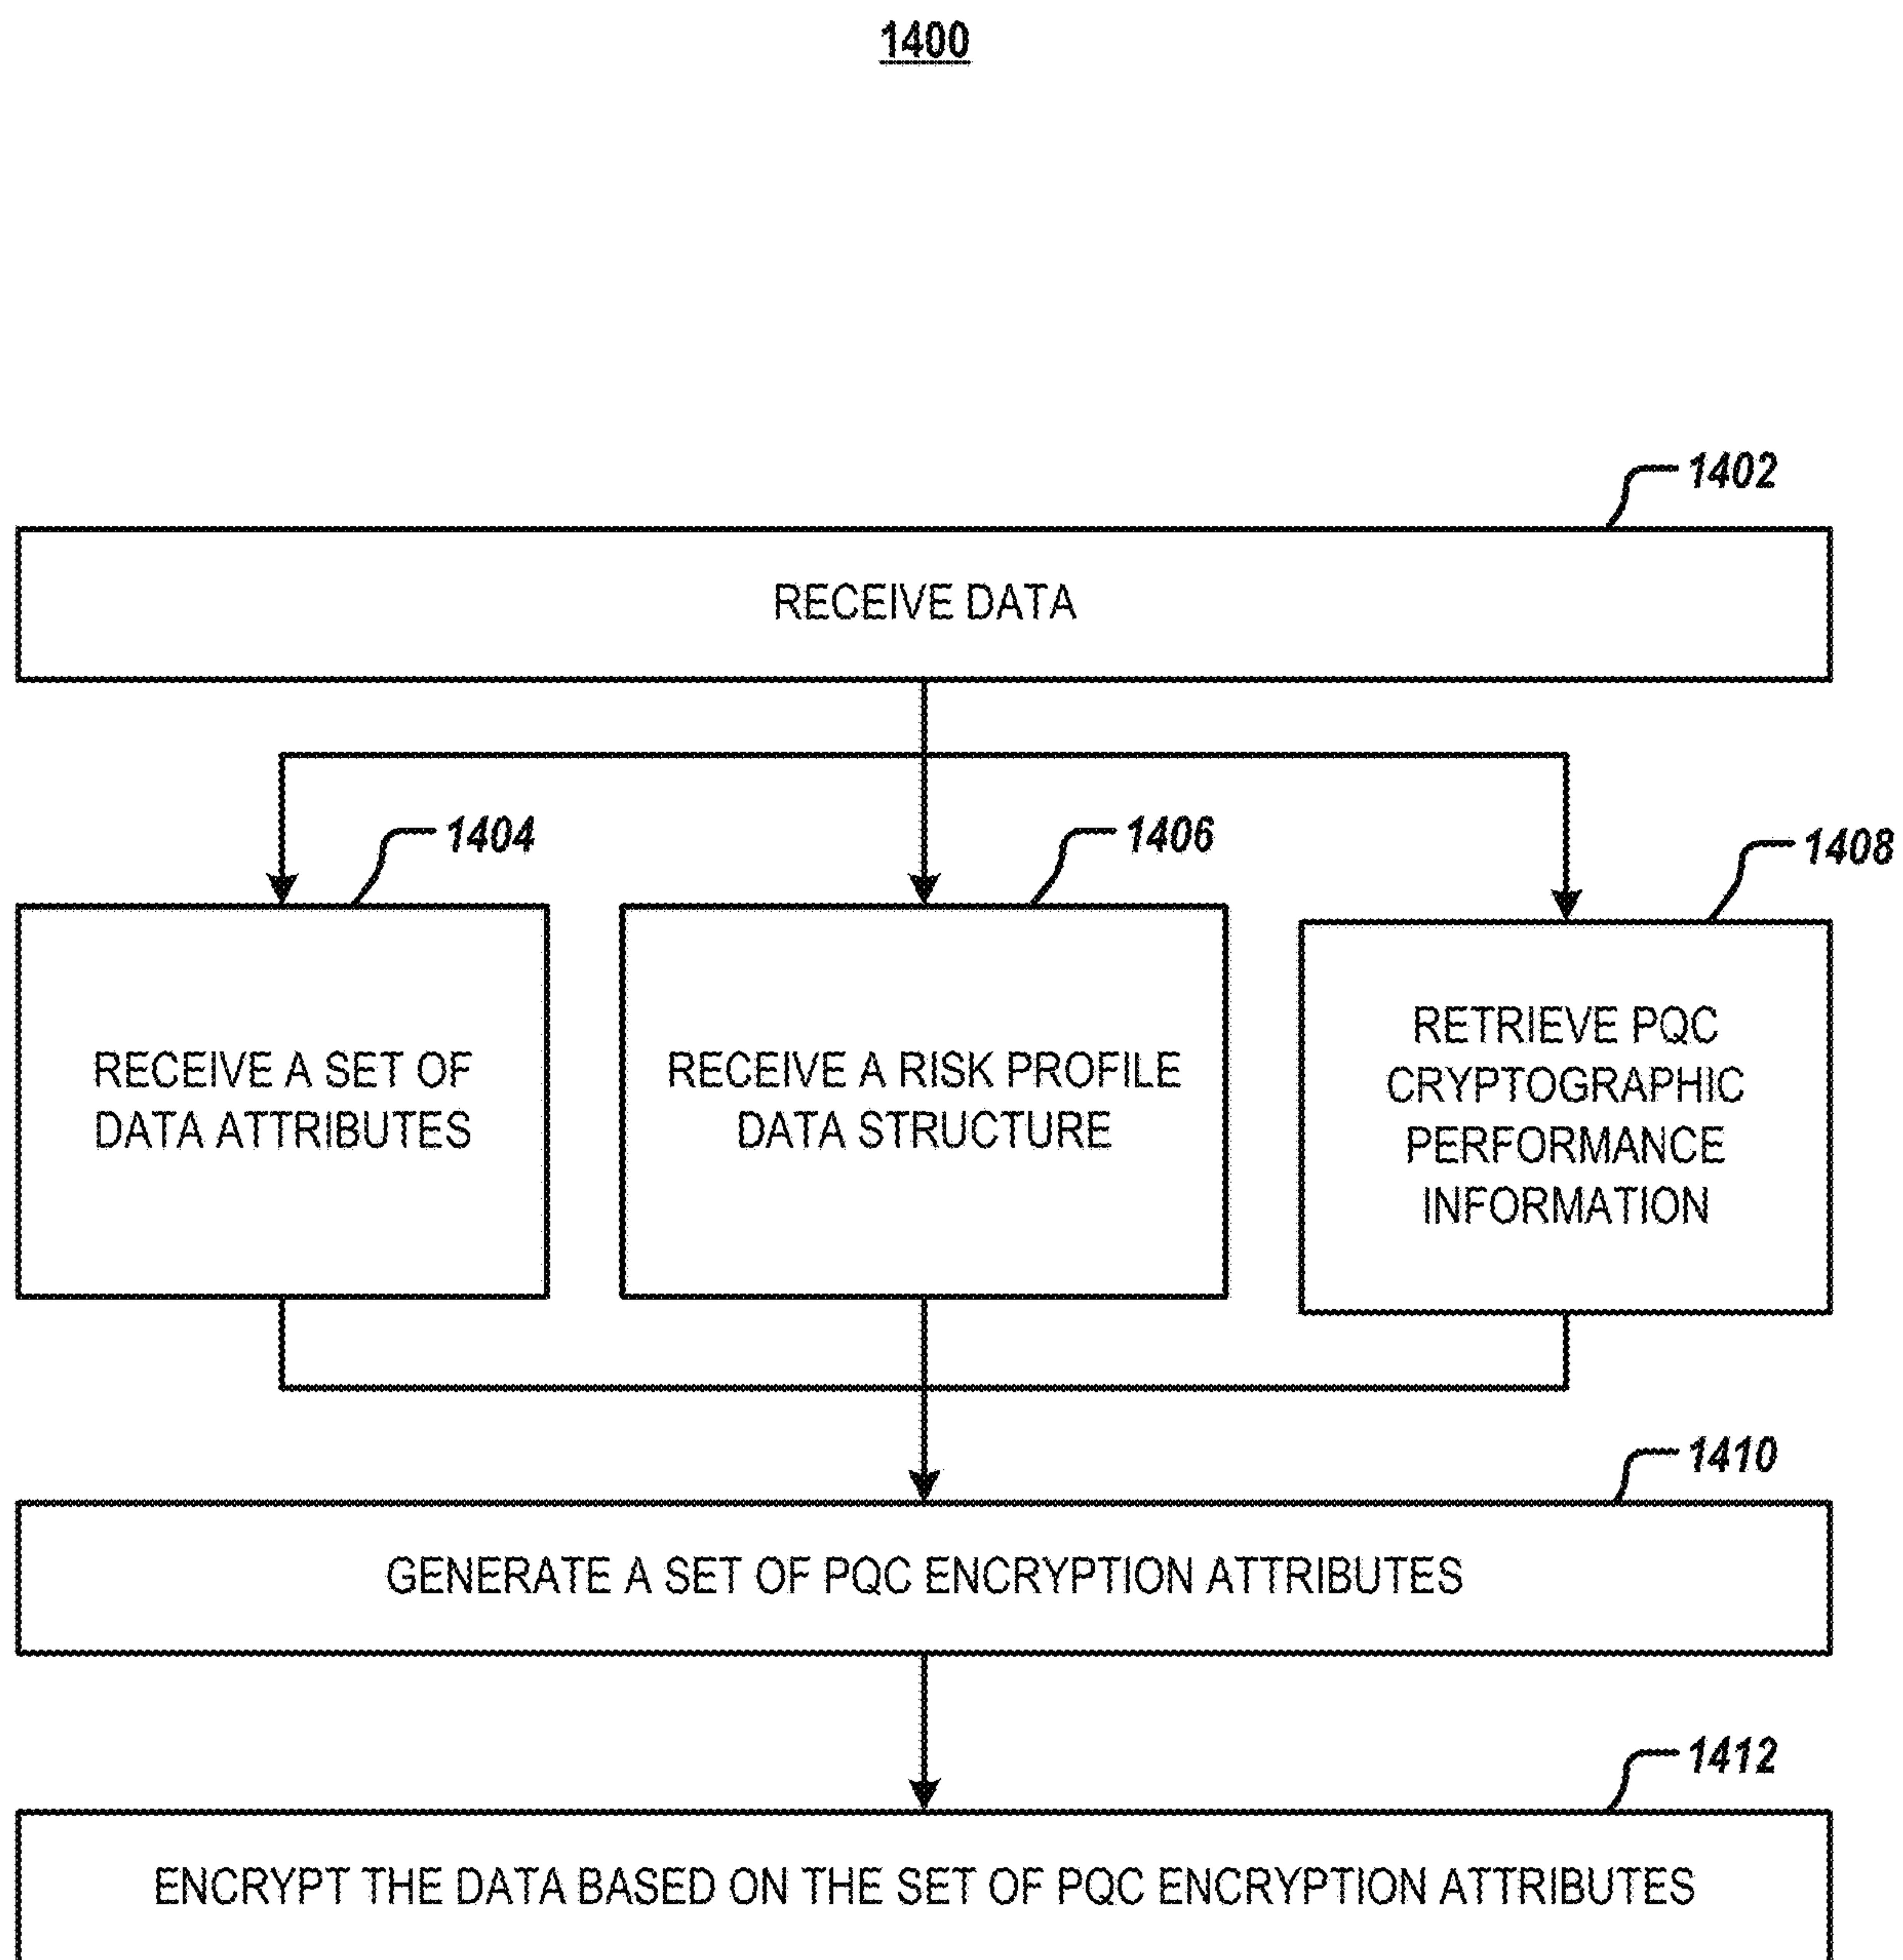 1400
1402
RECEIVE DATA
1404
1406
1408
RECEIVE A SET OF
DATA ATTRIBUTES
RECEIVE A RISK PROFILE
DATA STRUCTURE
RETRIEVE PQC
CRYPTOGRAPHIC
PERFORMANCE
INFORMATION
1410
GENERATE A SET OF PQC ENCRYPTION ATTRIBUTES
1412
ENCRYPT THE DATA BASED ON THE SET OF PQC ENCRYPTION ATTRIBUTES